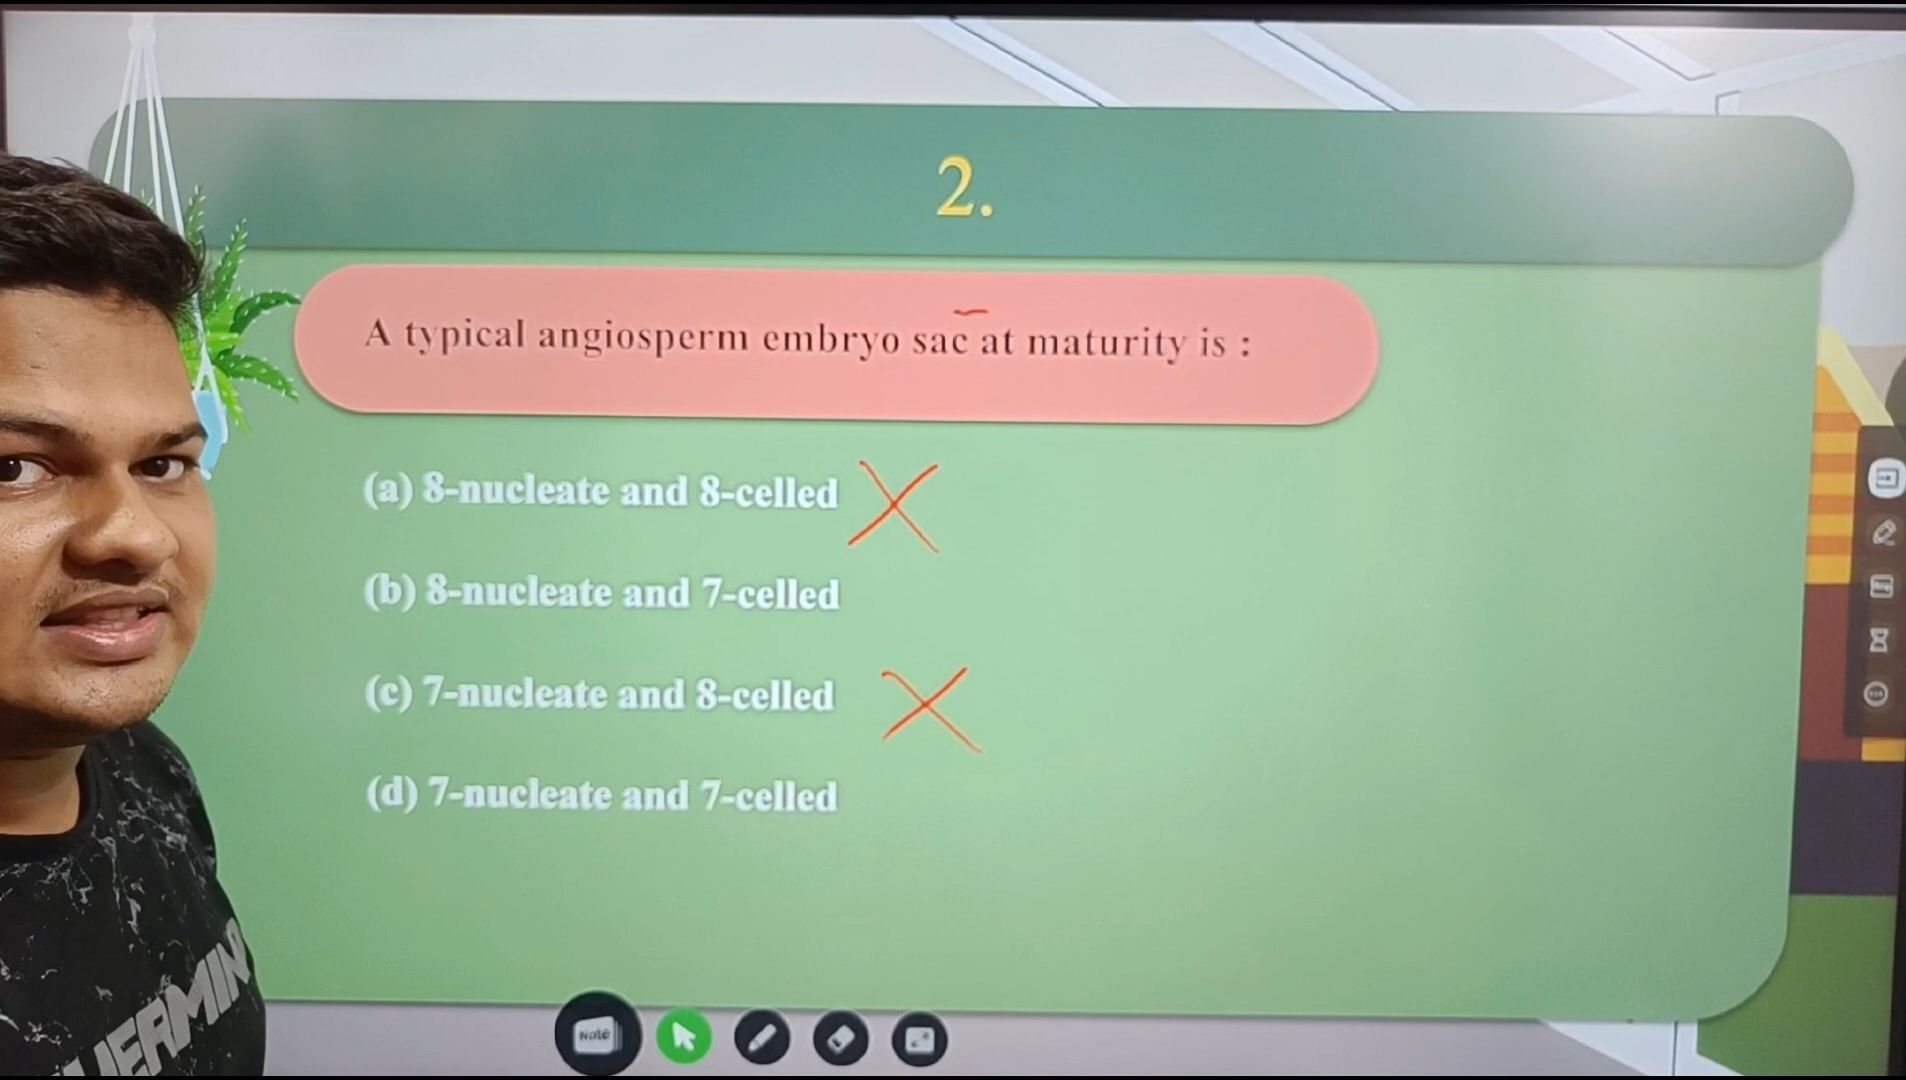 2.
A typical angiosperm embryo sac at maturity is :
(a) 8-nucleate and 8-celled
(b) 8-nucleate and 7-celled
(c) 7-nucleate and 8-celled
(d) 7-nucleate and 7-celled
Note